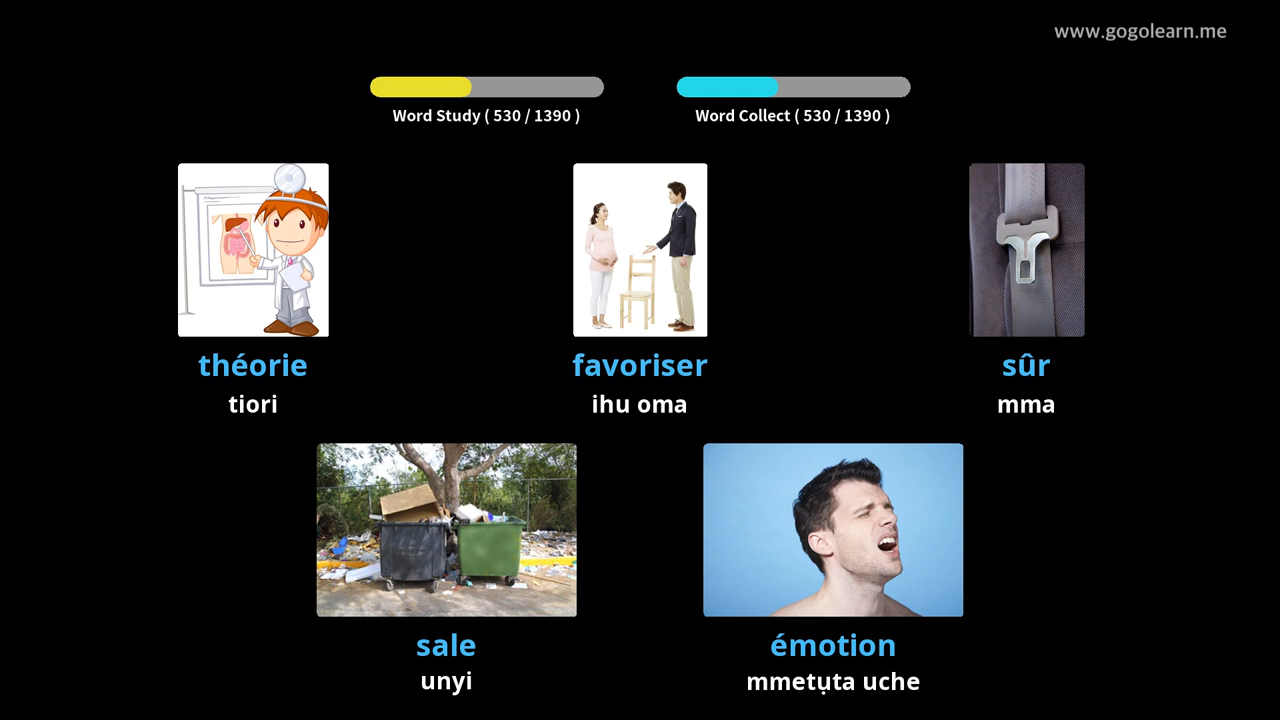 www.gogolearn.me
Word Study ( 530 / 1390 )
Word Collect ( 530 / 1390 )
théorie
tiori
favoriser
ihu oma
sûr
mma
sale
unyi
émotion
mmetụta uche